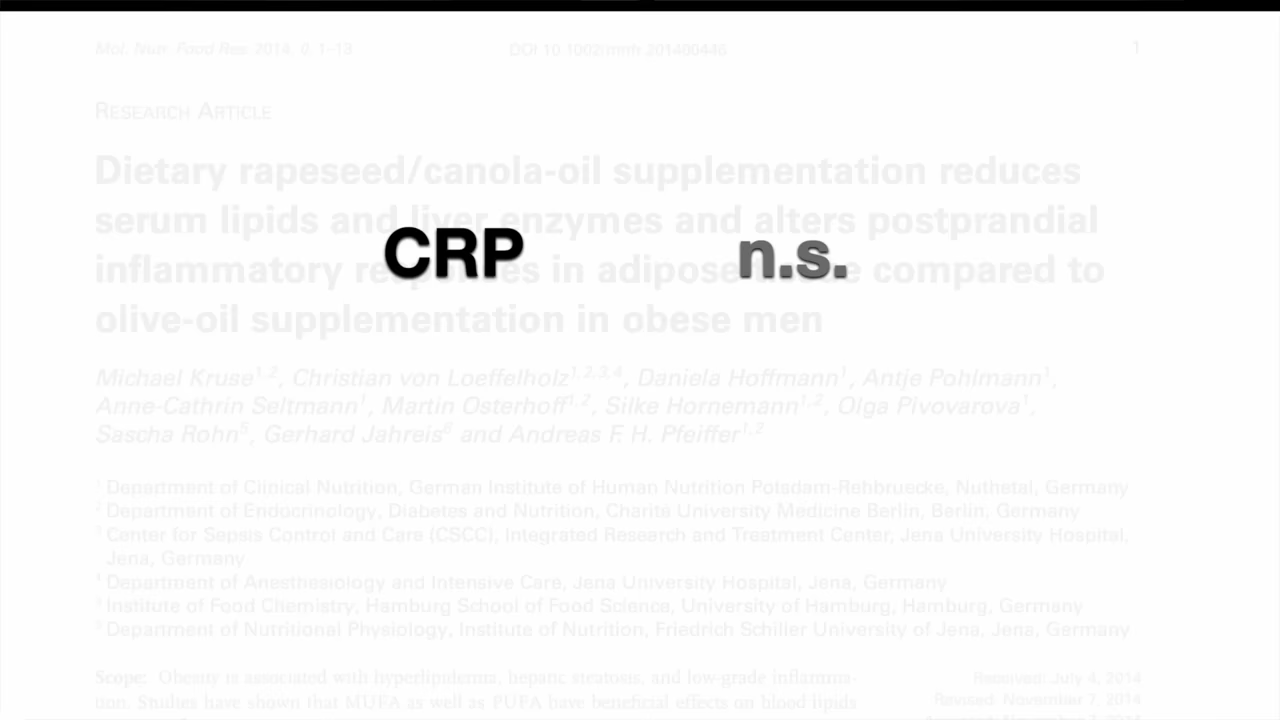 Mol. Nutr. Food Res. 2014, 0, 1–13 DOI 10.1002/mnfr.201400446 1
RESEARCH ARTICLE
Dietary rapeseed/canola-oil supplementation reduces
serum lipids and liver enzymes and alters postprandial
CRP n.s.
inflammatory responses in adipose tissue compared to
olive-oil supplementation in obese men
Michael Kruse1,2, Christian von Loeffelholz1,2,3,4, Daniela Hoffmann1, Antje Pohlmann1,
Anne-Cathrin Seltmann1, Martin Osterhoff1,2, Silke Hornemann1,2, Olga Pivovarova1,
Sascha Rohn5, Gerhard Jahreis6 and Andreas F. H. Pfeiffer1,2
1 Department of Clinical Nutrition, German Institute of Human Nutrition Potsdam-Rehbruecke, Nuthetal, Germany
2 Department of Endocrinology, Diabetes and Nutrition, Charité University Medicine Berlin, Berlin, Germany
3 Center for Sepsis Control and Care (CSCC), Integrated Research and Treatment Center, Jena University Hospital,
Jena, Germany
4 Department of Anesthesiology and Intensive Care, Jena University Hospital, Jena, Germany
5 Institute of Food Chemistry, Hamburg School of Food Science, University of Hamburg, Hamburg, Germany
6 Department of Nutritional Physiology, Institute of Nutrition, Friedrich Schiller University of Jena, Jena, Germany
Scope: Obesity is associated with hyperlipidemia, hepatic steatosis, and low-grade inflamma-
tion. Studies have shown that MUFA as well as PUFA have beneficial effects on blood lipids
Received: July 4, 2014
Revised: November 7, 2014